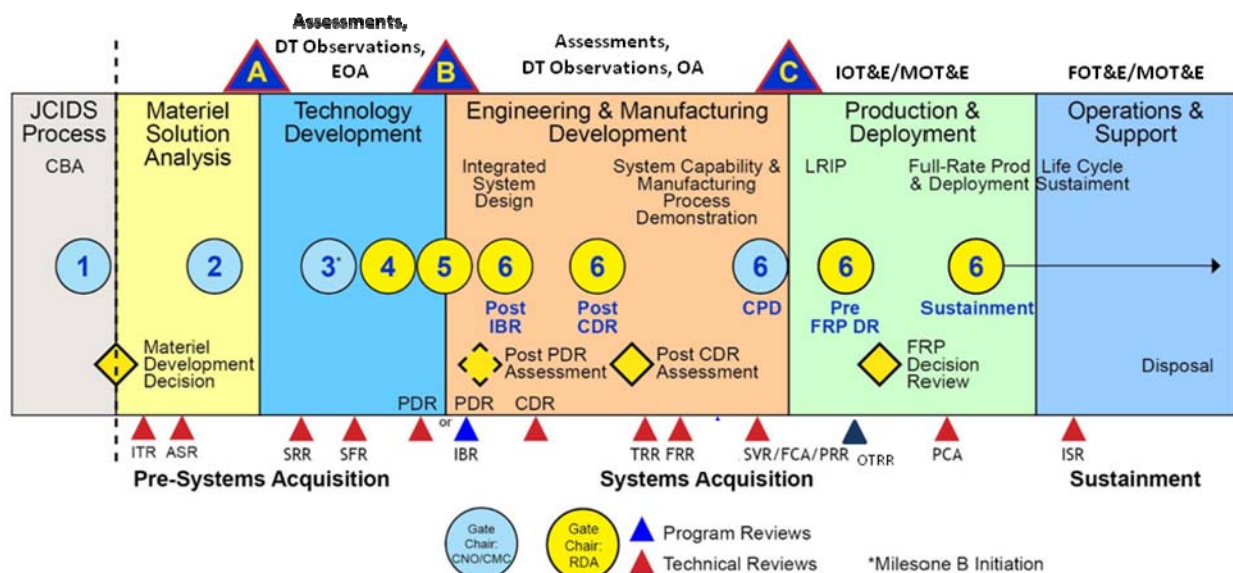 Assessments,
DT Observations,
EOA
Assessments,
DT Observations, OA
IOT&E/MOT&E
FOT&E/MOT&E
A
B
C
JCIDS
Process
CBA
Materiel
Solution
Analysis
Technology
Development
Engineering & Manufacturing
Development
Integrated
System
Design
System Capability &
Manufacturing
Process
Demonstration
Production &
Deployment
LRIP
Full-Rate Prod
& Deployment
Operations &
Support
Life Cycle
Sustaiment
1
2
3*
4
5
6
6
6
6
6
Post
IBR
Post
CDR
CPD
Pre
FRP DR
Sustainment
Materiel
Development
Decision
Post PDR
Assessment
Post CDR
Assessment
FRP
Decision
Review
Disposal
PDR
or
PDR
CDR
ITR
ASR
SRR
SFR
IBR
TRR
FRR
SVR/FCA/PRR
OTRR
PCA
ISR
Pre-Systems Acquisition
Systems Acquisition
Sustainment
Gate
Chair:
CNO/CMC
Gate
Chair:
RDA
Program Reviews
Technical Reviews
*Milesone B Initiation